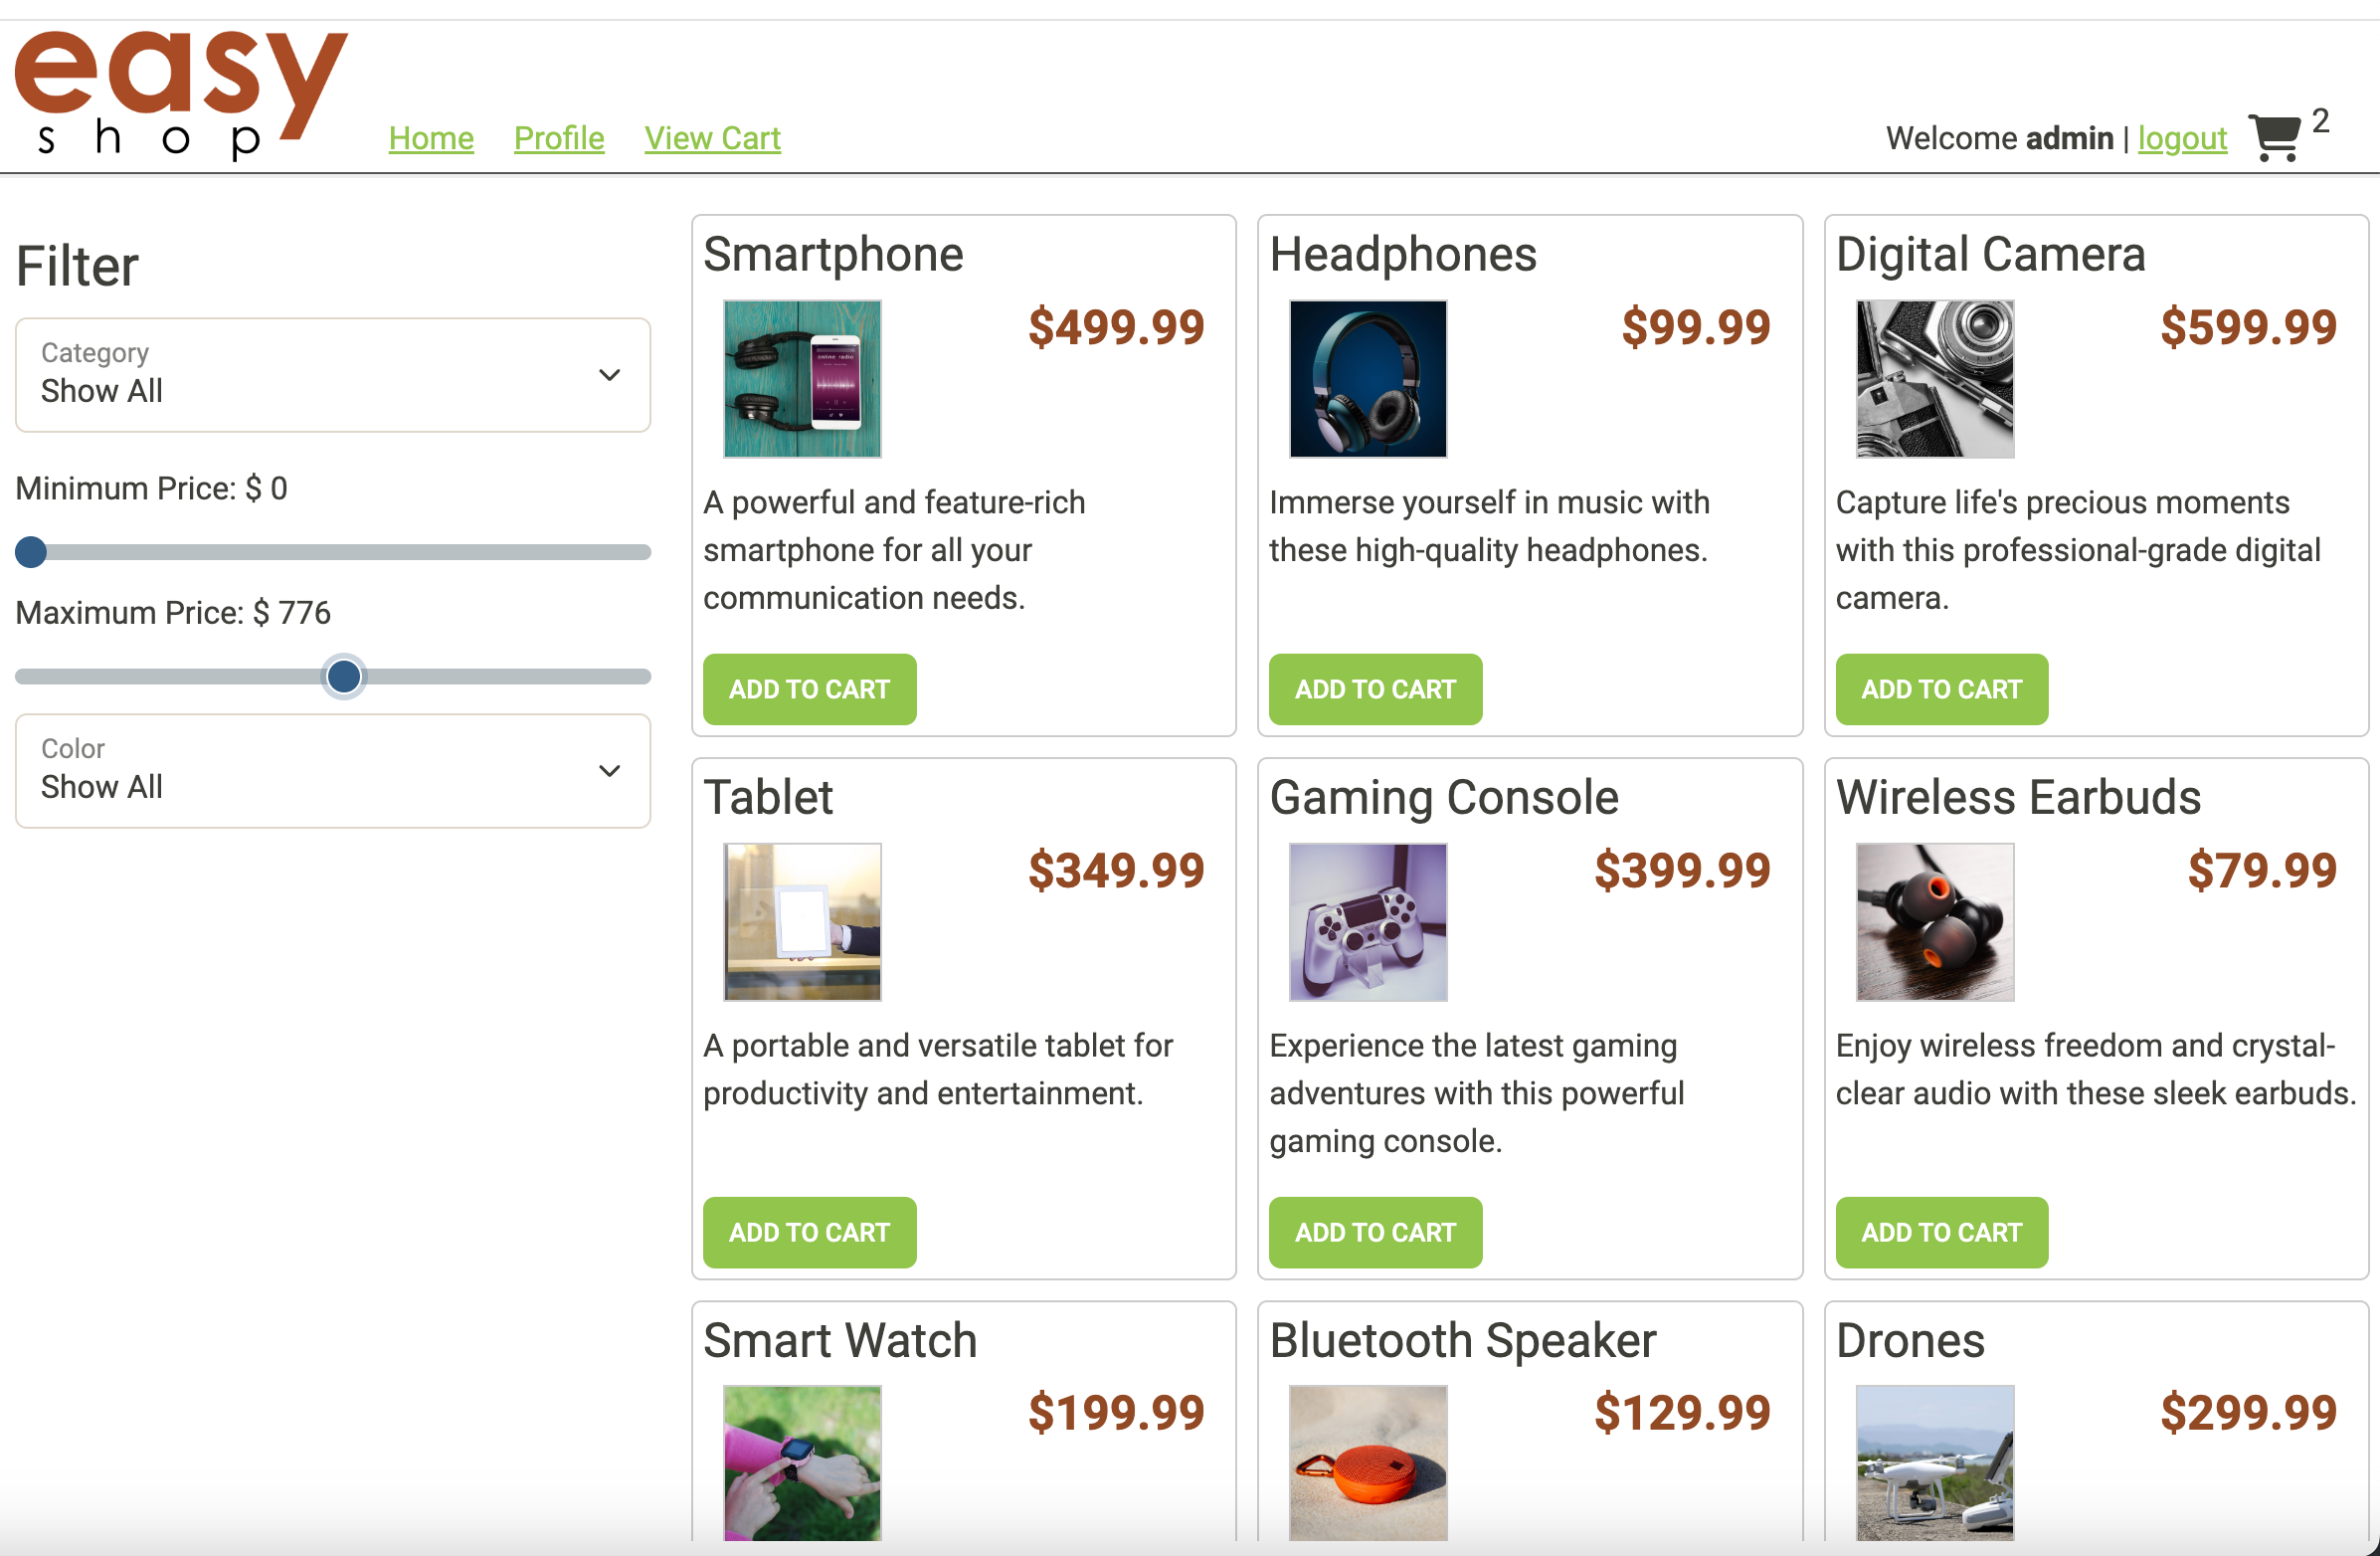 easy
shop
Home Profile View Cart
Welcome admin | logout 2
Filter
Category
Show All
Minimum Price: $ 0
Maximum Price: $ 776
Color
Show All
Smartphone
$499.99
online radio
A powerful and feature-rich
smartphone for all your
communication needs.
ADD TO CART
Headphones
$99.99
Immerse yourself in music with
these high-quality headphones.
ADD TO CART
Digital Camera
$599.99
Capture life's precious moments
with this professional-grade digital
camera.
ADD TO CART
Tablet
$349.99
A portable and versatile tablet for
productivity and entertainment.
ADD TO CART
Gaming Console
$399.99
Experience the latest gaming
adventures with this powerful
gaming console.
ADD TO CART
Wireless Earbuds
$79.99
Enjoy wireless freedom and crystal-
clear audio with these sleek earbuds.
ADD TO CART
Smart Watch
$199.99
Bluetooth Speaker
$129.99
Drones
$299.99